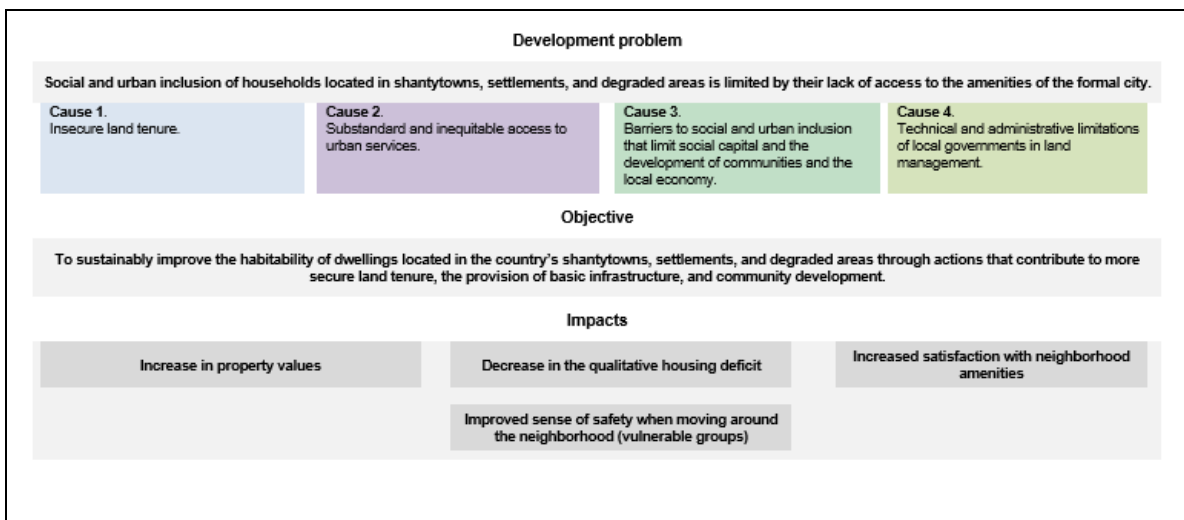 Development problem
Social and urban inclusion of households located in shantytowns, settlements, and degraded areas is limited by their lack of access to the amenities of the formal city.
Cause 1.
Insecure land tenure.
Cause 2.
Substandard and inequitable access to
urban services.
Cause 3.
Barriers to social and urban inclusion
that limit social capital and the
development of communities and the
local economy.
Cause 4.
Technical and administrative limitations
of local governments in land
management.
Objective
To sustainably improve the habitability of dwellings located in the country's shantytowns, settlements, and degraded areas through actions that contribute to more
secure land tenure, the provision of basic infrastructure, and community development.
Impacts
Increase in property values
Decrease in the qualitative housing deficit
Increased satisfaction with neighborhood
amenities
Improved sense of safety when moving around
the neighborhood (vulnerable groups)